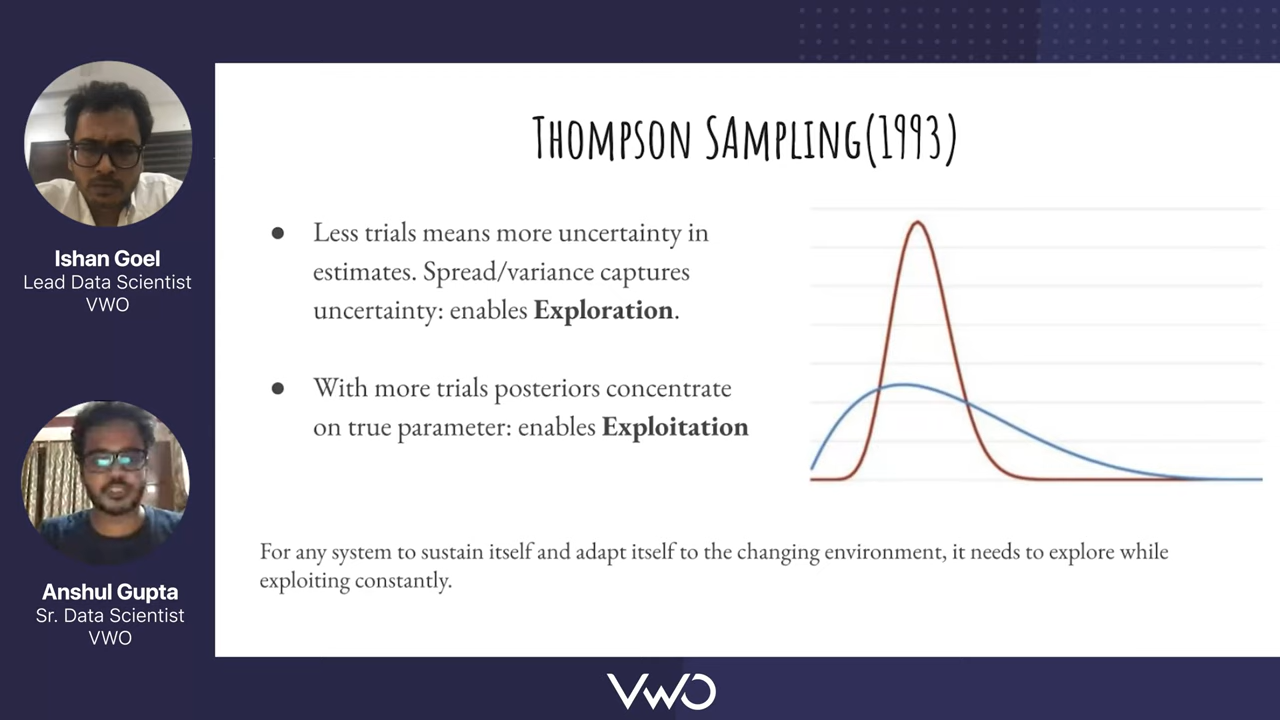 THOMPSON SAMPLING(1993)
● Less trials means more uncertainty in
estimates. Spread/variance captures
uncertainty: enables Exploration.
● With more trials posteriors concentrate
on true parameter: enables Exploitation
For any system to sustain itself and adapt itself to the changing environment, it needs to explore while
exploiting constantly.
Ishan Goel
Lead Data Scientist
VWO
Anshul Gupta
Sr. Data Scientist
VWO
VWO